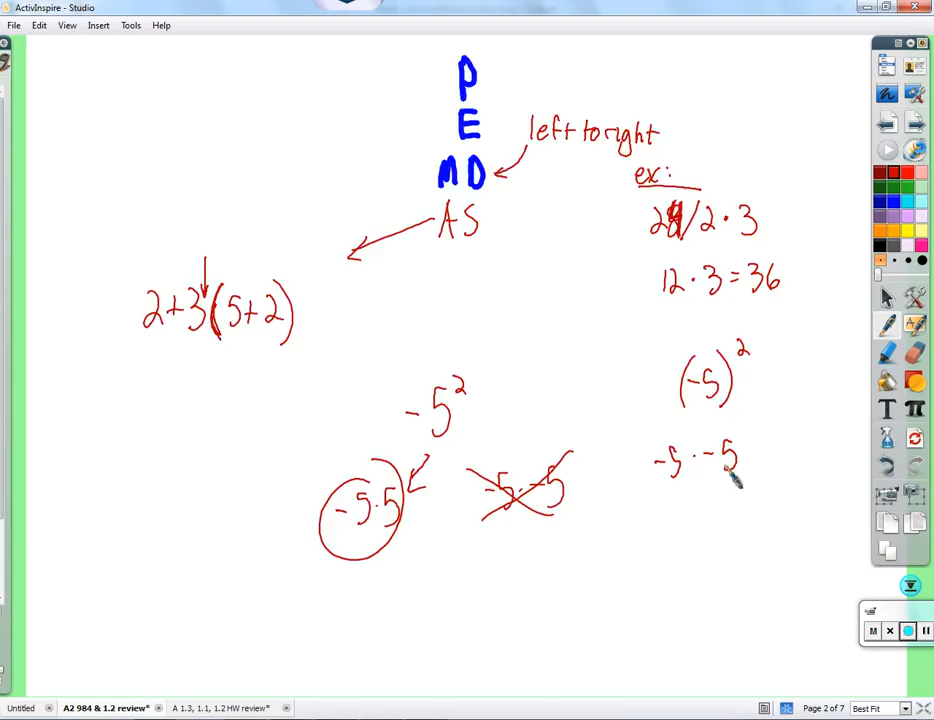 ActivInspire - Studio
File Edit View Insert Tools Help
P
E
MD
left to right
AS
ex:
24/2 · 3
12 · 3 = 36
2+3(5+2)
(-5)²
-5²
-5 · -5
-5·5
-5 · -5
M
Untitled
A2 984 & 1.2 review*
A 1.3, 1.1, 1.2 HW review*
Page 2 of 7
Best Fit